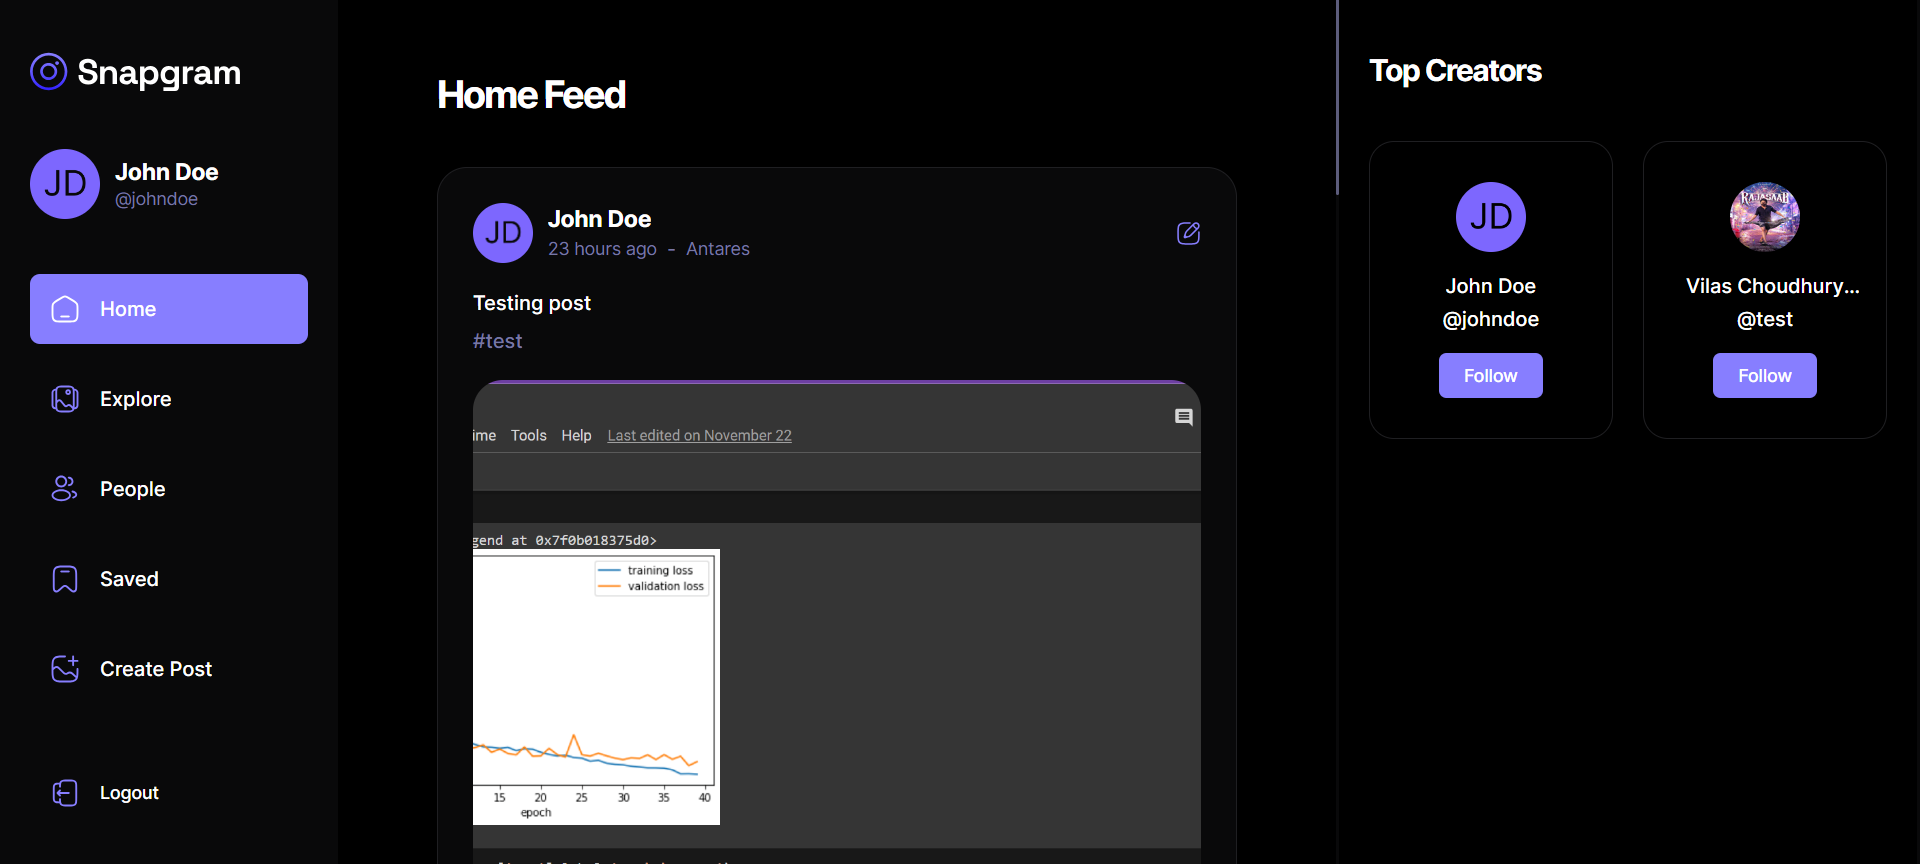 Snapgram
JD
John Doe
@johndoe
Home
Explore
People
Saved
Create Post
Logout
Home Feed
JD
John Doe
23 hours ago - Antares
Testing post
#test
ime Tools Help Last edited on November 22
gend at 0x7f0b018375d0>
training loss
validation loss
15 20 25 30 35 40
epoch
Top Creators
JD
John Doe
@johndoe
Follow
RAJASAAB
Vilas Choudhury...
@test
Follow